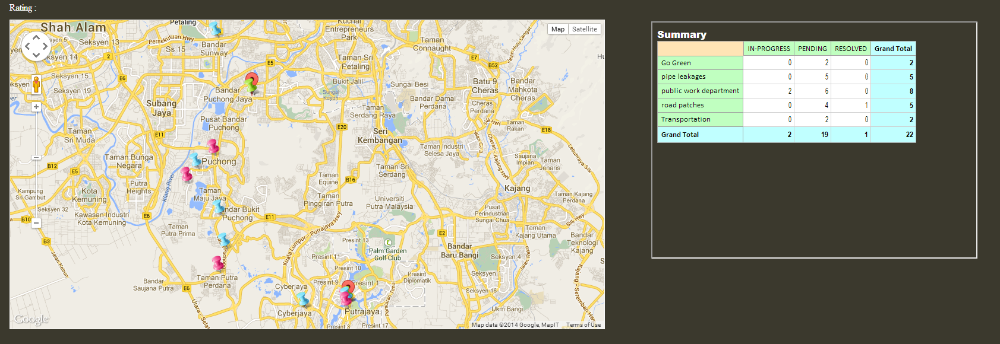 Rating :
Shah Alam
Petaling
Kuchai
Entrepreneurs
Park
Map
Satellite
Seksyen 5
Seksyen 13
Persekutuan Hwy
Ss 15
Bandar
Sunway
Taman
Connaught
Jalan Hulu Langat
Seksyen 14
2
E5
Taman Sri
Petaling
E7
B52
Seksyen 15
E6
Bukit Jalil
Sungai Besi
Batu 9
Cheras
Bandar
Mahkota
Cheras
Seksyen 19
Bandar
Puchong Jaya
Sungai
Kuyoh
Bandar Damai
Perdana
Cheras
Perdana
Subang
Jaya
Taman
Serdang Raya
Pusat Bandar
Puchong
E20
Silk Hwy
Taman
Rakan
E18
Taman
Sri Muda
E11
Seri
Kembangan
Taman Industri
Selesa Jaya
Cheras - Kajang Hwy
Lebuhraya Silk
Taman Bunga
Negara
Puchong
Saujana
Impian
Taman
Jenaris
B12
E5
Taman Sri
Serdang
Klang River
Taman
Equine
B16
Putra
Heights
Kampung
Sri Gambut
Kota
Kemuning
Taman
Maju Jaya
Taman
Pinggiran Putra
Universiti
Putra Malaysia
Kajang
Taman Kajang
Perdana
Seksyen 32
Kawasan Industri
Kota Kemuning
E6
Bandar Bukit
Puchong
E11
Pusat
Perindustrian
Sungai Chua
B10
Taman
Putra Prima
Kuala Lumpur - Putrajaya Hwy
E2
Taman
Kajang Utama
Silk Hwy
Bandar
Teknologi
Kajang
B3
Presint 13
Palm Garden
Golf Club
Bandar
Baru Bangi
Jalan Reko
Jalan Kebun
Presint 11
Seksyen 4
Presint 10
Taman Putra
Perdana
Bandar
Saujana Putra
E6
Presint 9
Presint 1
Presint
Diplomatik
Seksyen 1
Cyberjaya
Seksyen 16
Persiaran Timur
Cyberjaya
Putrajaya
Ukm Bangi
Presint 3
Presint 17
Google
Map data ©2014 Google, MapIT
Terms of Use
Summary
IN-PROGRESS PENDING RESOLVED Grand Total
Go Green 0 2 0 2
pipe leakages 0 5 0 5
public work department 2 6 0 8
road patches 0 4 1 5
Transportation 0 2 0 2
Grand Total 2 19 1 22